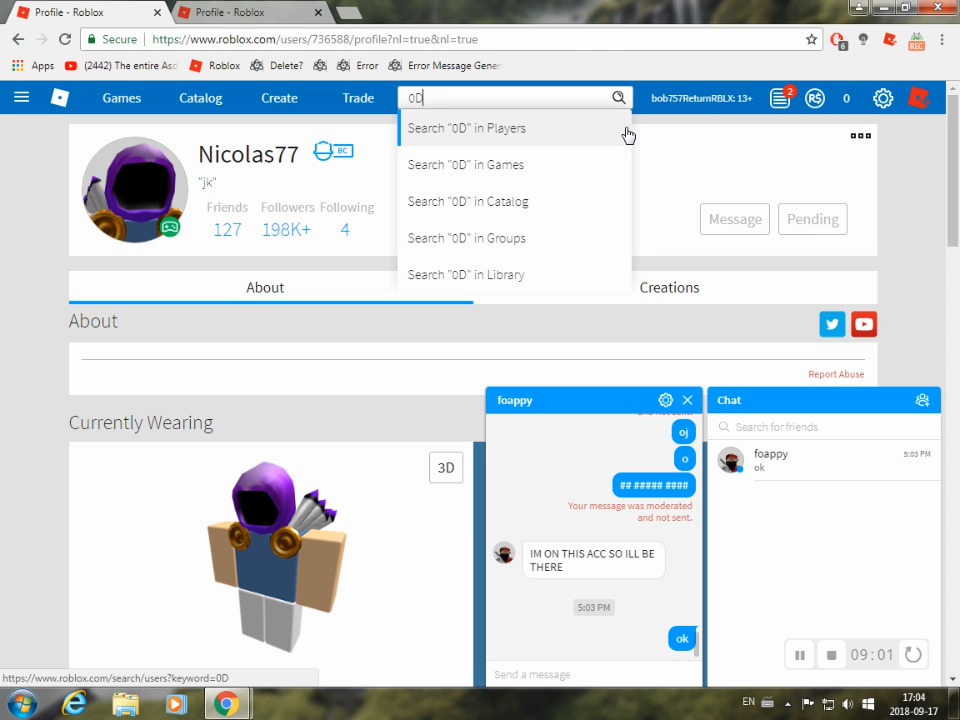 Profile - Roblox
Profile - Roblox
Secure
https://www.roblox.com/users/736588/profile?nl=true&nl=true
6
REC
Apps
(2442) The entire Asc
Roblox
Delete?
Error
Error Message Gener
Games
Catalog
Create
Trade
0D
bob757ReturnRBLX: 13+
2
R$
0
Nicolas77
BC
"jk"
Friends
Followers
Following
127
198K+
4
Search "0D" in Players
Search "0D" in Games
Search "0D" in Catalog
Search "0D" in Groups
Search "0D" in Library
Message
Pending
About
Creations
About
Report Abuse
Currently Wearing
3D
foappy
oj
o
## ##### ####
Your message was moderated
and not sent.
IM ON THIS ACC SO ILL BE
THERE
5:03 PM
ok
Send a message
Chat
Search for friends
foappy
5:03 PM
ok
09:01
https://www.roblox.com/search/users?keyword=0D
EN
17:04
2018-09-17